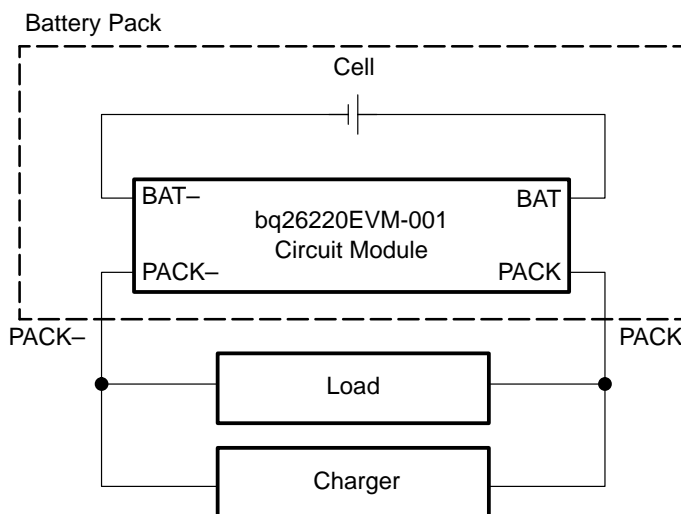 Battery Pack
Cell
BAT–
BAT
bq26220EVM-001
Circuit Module
PACK–
PACK
PACK–
PACK
Load
Charger